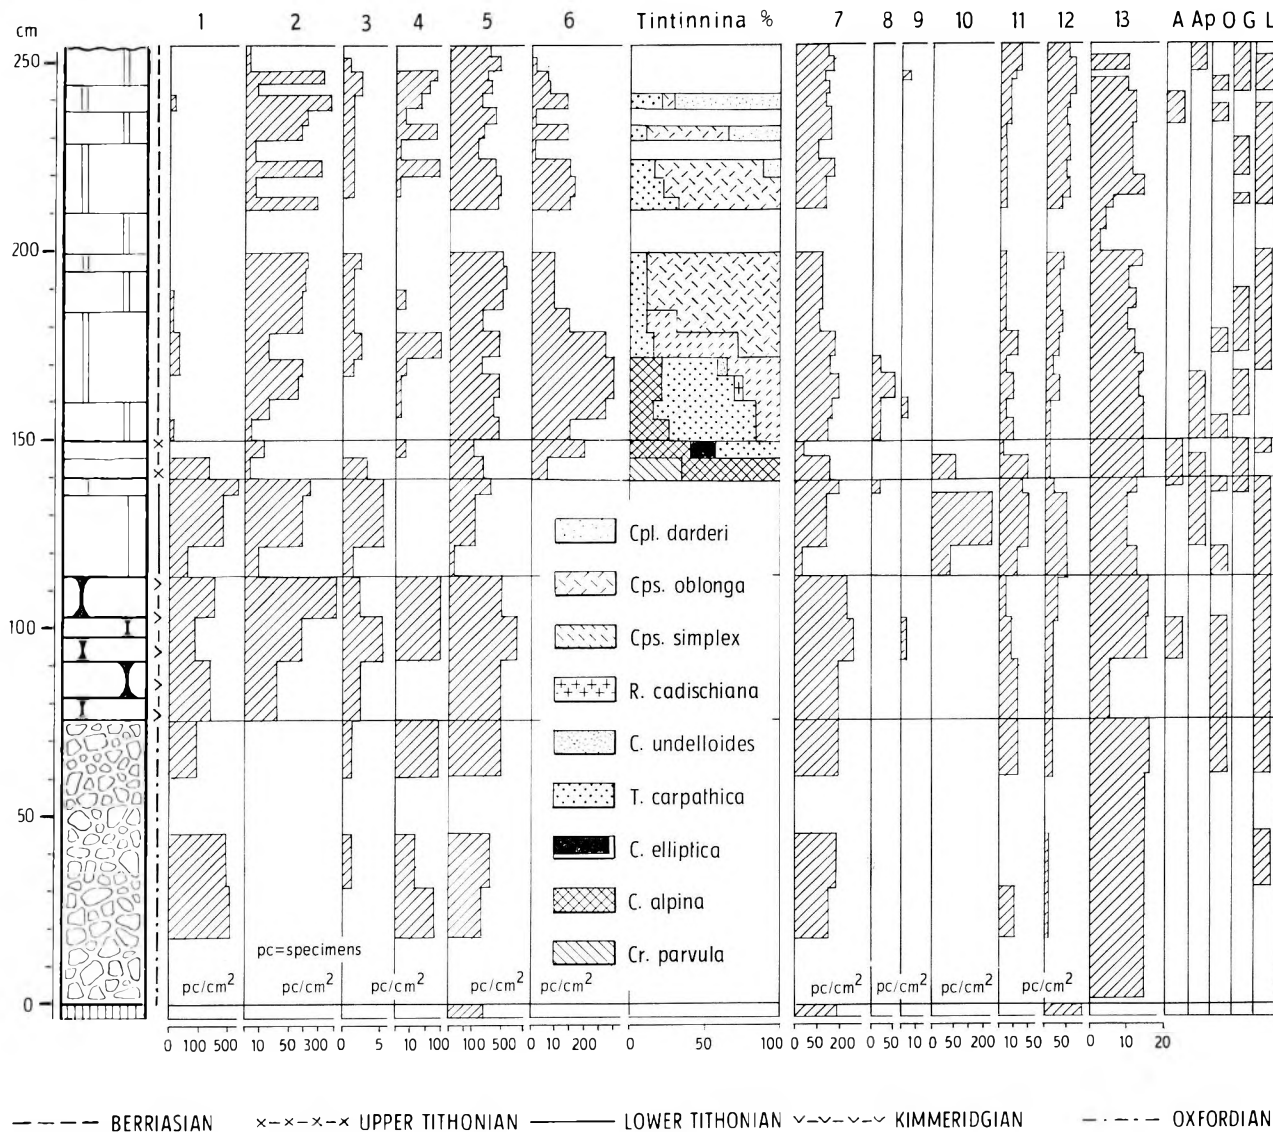 cm 1 2 3 4 5 6 Tintinnina % 7 8 9 10 11 12 13 A Ap O G L
250
200
150
100
50
0
Cpl. darderi
Cps. oblonga
Cps. simplex
R. cadischiana
C. undelloides
T. carpathica
C. elliptica
C. alpina
Cr. parvula
pc=specimens
pc/cm² pc/cm² pc/cm² pc/cm² pc/cm² pc/cm² pc/cm² pc/cm² pc/cm²
0 100 500 10 50 300 0 5 10 100 100 500 10 200 50 100 0 50 200 0 50 0 0 50 200 10 50 10 50 0 10 20
BERRIASIAN x-x-x-x UPPER TITHONIAN LOWER TITHONIAN v-v-v-v KIMMERIDGIAN OXFORDIAN